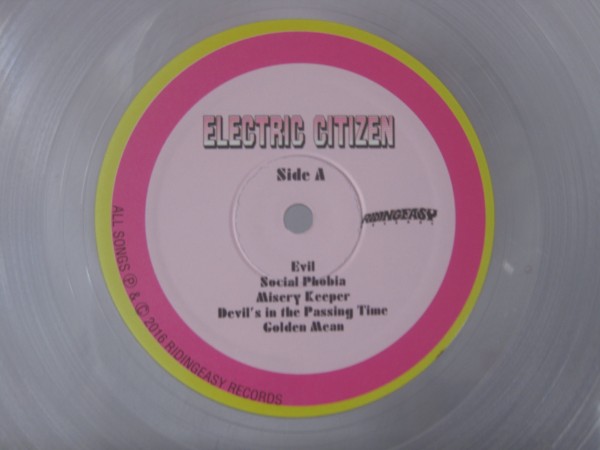 ELECTRIC CITIZEN
Side A
RIDINGEASY
RECORDS
Evil
Social Phobia
Misery Keeper
Devil's in the Passing Time
Golden Mean
ALL SONGS Ⓟ & © 2016 RIDINGEASY RECORDS